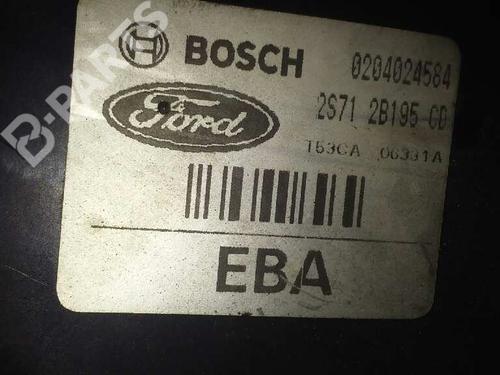 BOSCH 0204024584
Ford 2S71 2B195 CD
T53CA 06331A
EBA
B-PARTS